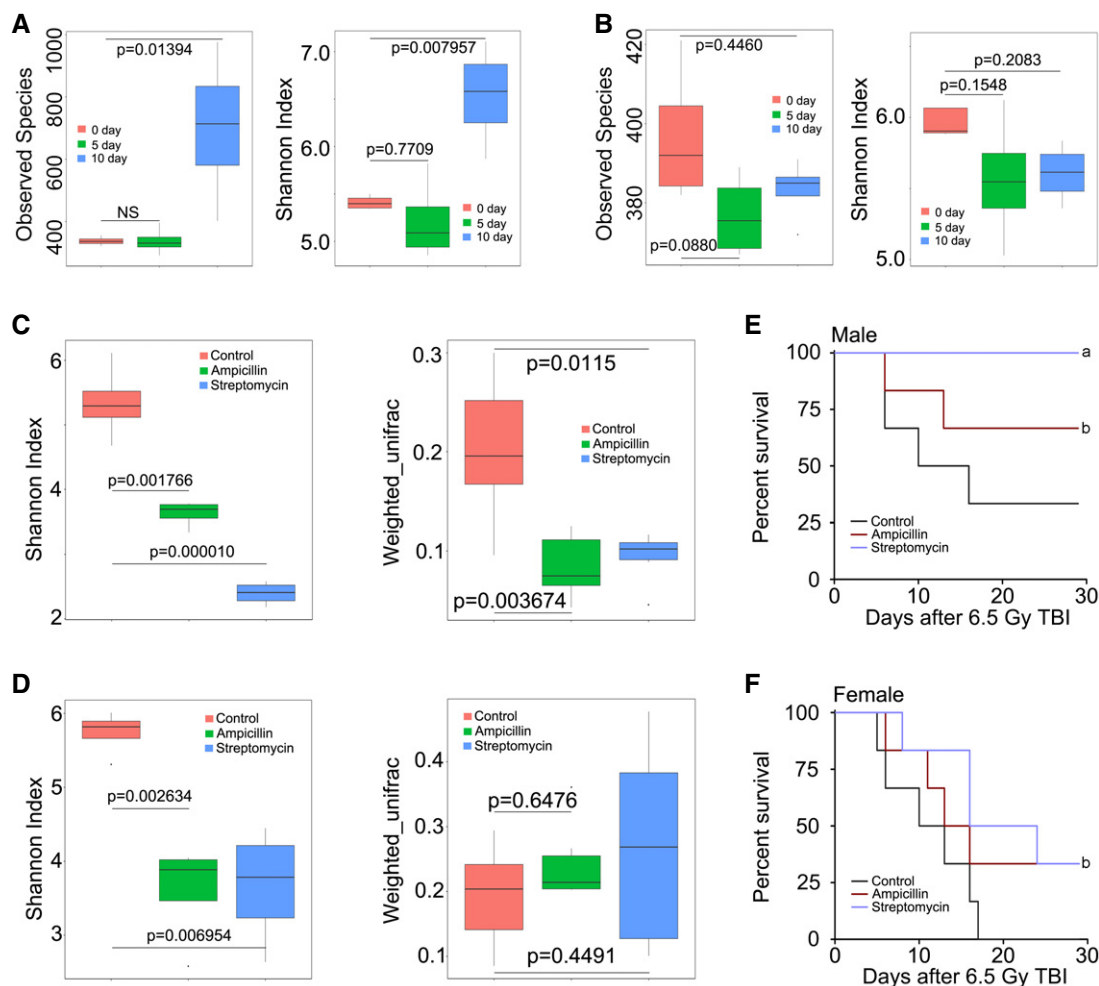 A
Observed Species
1000
800
600
400
p=0.01394
NS
0 day
5 day
10 day
Shannon Index
7.0
6.0
5.0
p=0.007957
p=0.7709
0 day
5 day
10 day
B
Observed Species
420
400
380
p=0.4460
p=0.0880
0 day
5 day
10 day
Shannon Index
6.0
5.0
p=0.2083
p=0.1548
0 day
5 day
10 day
C
Shannon Index
6
4
2
Control
Ampicillin
Streptomycin
p=0.001766
p=0.000010
Weighted_unifrac
0.3
0.2
0.1
p=0.0115
Control
Ampicillin
Streptomycin
p=0.003674
E
Male
Percent survival
100
75
50
25
0
a
b
Control
Ampicillin
Streptomycin
0 10 20 30
Days after 6.5 Gy TBI
D
Shannon Index
6
5
4
3
Control
Ampicillin
Streptomycin
p=0.002634
p=0.006954
Weighted_unifrac
0.4
0.3
0.2
0.1
Control
Ampicillin
Streptomycin
p=0.6476
p=0.4491
F
Female
Percent survival
100
75
50
25
0
b
Control
Ampicillin
Streptomycin
0 10 20 30
Days after 6.5 Gy TBI